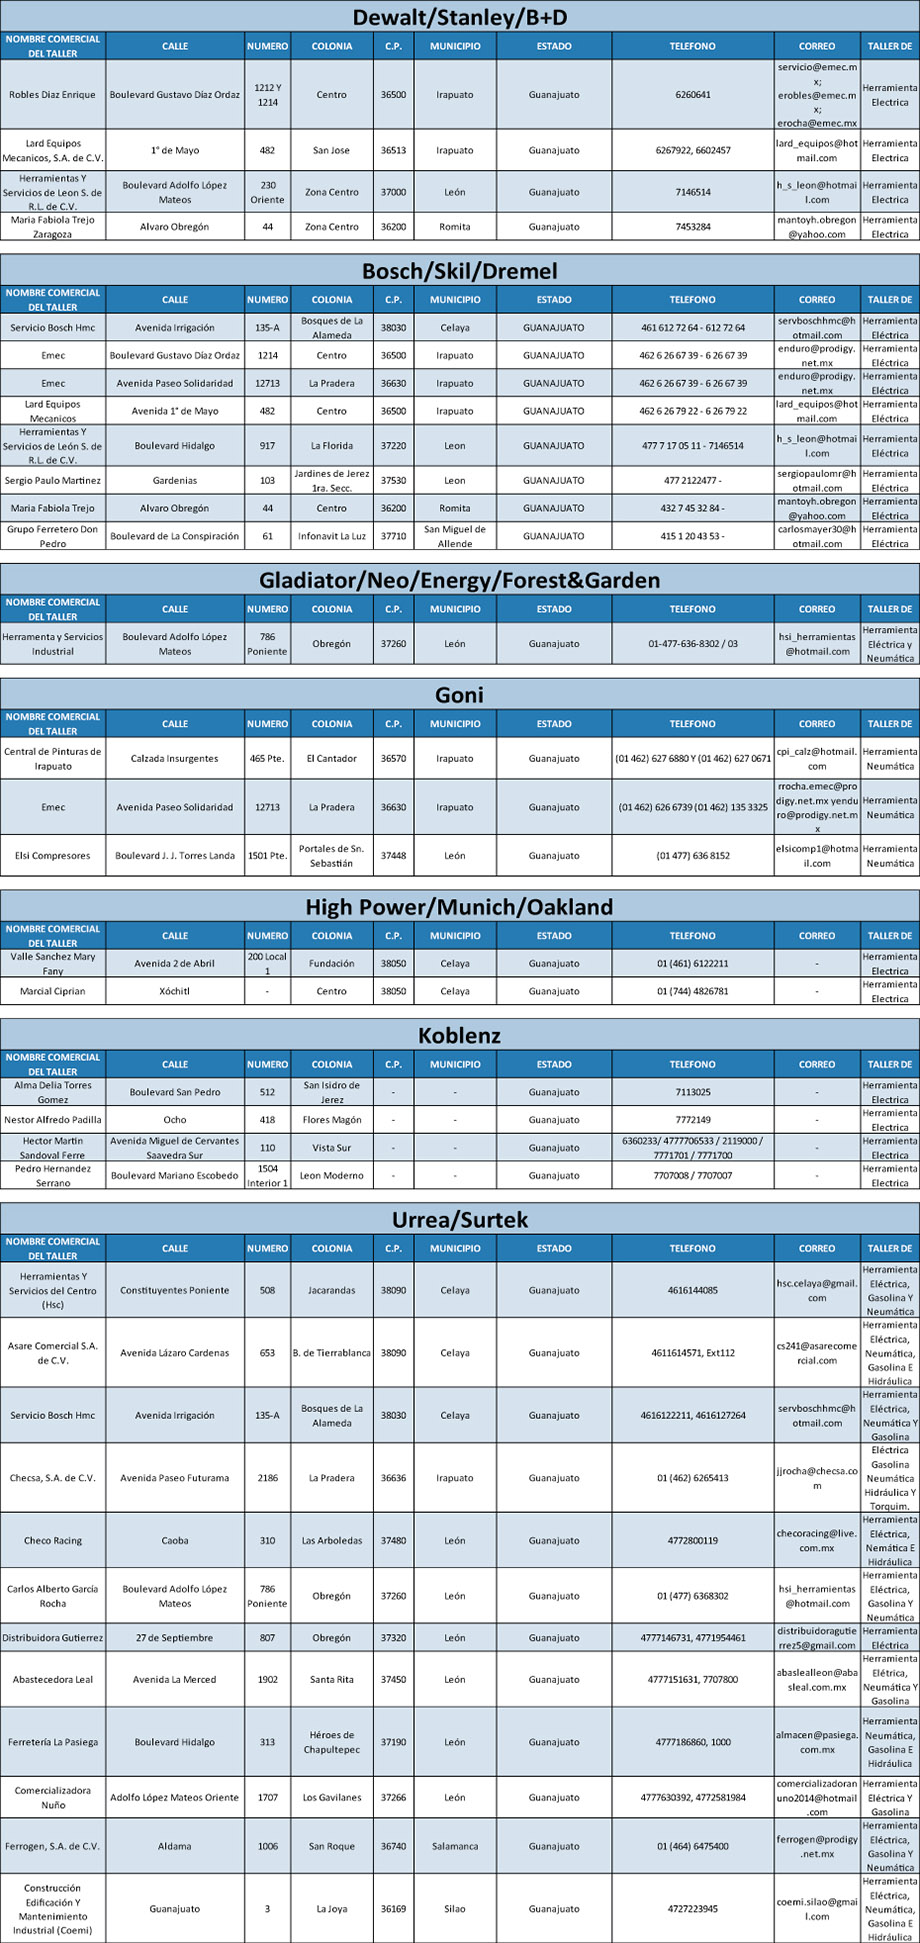 Dewalt/Stanley/B+D
NOMBRE COMERCIAL DEL TALLER CALLE NUMERO COLONIA C.P. MUNICIPIO ESTADO TELEFONO CORREO TALLER DE
Robles Diaz Enrique Boulevard Gustavo Díaz Ordaz 1212 Y 1214 Centro 36500 Irapuato Guanajuato 6260641 servicio@emec.mx; erobles@emec.mx; erocha@emec.mx Herramienta Electrica
Lard Equipos Mecanicos, S.A. de C.V. 1° de Mayo 482 San Jose 36513 Irapuato Guanajuato 6267922, 6602457 lard_equipos@hotmail.com Herramienta Electrica
Herramientas Y Servicios de Leon S. de R.L. de C.V. Boulevard Adolfo López Mateos 230 Oriente Zona Centro 37000 León Guanajuato 7146514 h_s_leon@hotmail.com Herramienta Electrica
Maria Fabiola Trejo Zaragoza Alvaro Obregón 44 Zona Centro 36200 Romita Guanajuato 7453284 mantoyh.obregon@yahoo.com Herramienta Electrica
Bosch/Skil/Dremel
NOMBRE COMERCIAL DEL TALLER CALLE NUMERO COLONIA C.P. MUNICIPIO ESTADO TELEFONO CORREO TALLER DE
Servicio Bosch Hmc Avenida Irrigación 135-A Bosques de La Alameda 38030 Celaya GUANAJUATO 461 612 72 64 - 612 72 64 servboschhmc@hotmail.com Herramienta Eléctrica
Emec Boulevard Gustavo Díaz Ordaz 1214 Centro 36500 Irapuato GUANAJUATO 462 6 26 67 39 - 6 26 67 39 enduro@prodigy.net.mx Herramienta Eléctrica
Emec Avenida Paseo Solidaridad 12713 La Pradera 36630 Irapuato GUANAJUATO 462 6 26 67 39 - 6 26 67 39 enduro@prodigy.net.mx Herramienta Eléctrica
Lard Equipos Mecanicos Avenida 1° de Mayo 482 Centro 36500 Irapuato GUANAJUATO 462 6 26 79 22 - 6 26 79 22 lard_equipos@hotmail.com Herramienta Eléctrica
Herramientas Y Servicios de León S. de R.L. de C.V. Boulevard Hidalgo 917 La Florida 37220 Leon GUANAJUATO 477 7 17 05 11 - 7146514 h_s_leon@hotmail.com Herramienta Eléctrica
Sergio Paulo Martinez Gardenias 103 Jardines de Jerez 1ra. Secc. 37530 Leon GUANAJUATO 477 2122477 - sergiopaulomr@hotmail.com Herramienta Eléctrica
Maria Fabiola Trejo Alvaro Obregón 44 Centro 36200 Romita GUANAJUATO 432 7 45 32 84 - mantoyh.obregon@yahoo.com Herramienta Eléctrica
Grupo Ferretero Don Pedro Boulevard de La Conspiración 61 Infonavit La Luz 37710 San Miguel de Allende GUANAJUATO 415 1 20 43 53 - carlosmayer30@hotmail.com Herramienta Eléctrica
Gladiator/Neo/Energy/Forest&Garden
NOMBRE COMERCIAL DEL TALLER CALLE NUMERO COLONIA C.P. MUNICIPIO ESTADO TELEFONO CORREO TALLER DE
Herramenta y Servicios Industrial Boulevard Adolfo López Mateos 786 Poniente Obregón 37260 León Guanajuato 01-477-636-8302 / 03 hsi_herramientas@hotmail.com Herramienta Eléctrica y Neumática
Goni
NOMBRE COMERCIAL DEL TALLER CALLE NUMERO COLONIA C.P. MUNICIPIO ESTADO TELEFONO CORREO TALLER DE
Central de Pinturas de Irapuato Calzada Insurgentes 465 Pte. El Cantador 36570 Irapuato Guanajuato (01 462) 627 6880 Y (01 462) 627 0671 cpi_calz@hotmail.com Herramienta Neumática
Emec Avenida Paseo Solidaridad 12713 La Pradera 36630 Irapuato Guanajuato (01 462) 626 6739 (01 462) 135 3325 rrocha.emec@prodigy.net.mx yenduro@prodigy.net.mx Herramienta Neumática
Elsi Compresores Boulevard J. J. Torres Landa 1501 Pte. Portales de Sn. Sebastián 37448 León Guanajuato (01 477) 636 8152 elsicomp1@hotmail.com Herramienta Neumática
High Power/Munich/Oakland
NOMBRE COMERCIAL DEL TALLER CALLE NUMERO COLONIA C.P. MUNICIPIO ESTADO TELEFONO CORREO TALLER DE
Valle Sanchez Mary Fany Avenida 2 de Abril 200 Local 1 Fundación 38050 Celaya Guanajuato 01 (461) 6122211 - Herramienta Electrica
Marcial Ciprian Xóchitl - Centro 38050 Celaya Guanajuato 01 (744) 4826781 - Herramienta Electrica
Koblenz
NOMBRE COMERCIAL DEL TALLER CALLE NUMERO COLONIA C.P. MUNICIPIO ESTADO TELEFONO CORREO TALLER DE
Alma Delia Torres Gomez Boulevard San Pedro 512 San Isidro de Jerez - - Guanajuato 7113025 - Herramienta Electrica
Nestor Alfredo Padilla Ocho 418 Flores Magón - - Guanajuato 7772149 - Herramienta Electrica
Hector Martin Sandoval Ferre Avenida Miguel de Cervantes Saavedra Sur 110 Vista Sur - - Guanajuato 6360233/ 4777706533 / 2119000 / 7771701 / 7771700 - Herramienta Electrica
Pedro Hernandez Serrano Boulevard Mariano Escobedo 1504 Interior 1 Leon Moderno - - Guanajuato 7707008 / 7707007 - Herramienta Electrica
Urrea/Surtek
NOMBRE COMERCIAL DEL TALLER CALLE NUMERO COLONIA C.P. MUNICIPIO ESTADO TELEFONO CORREO TALLER DE
Herramientas Y Servicios del Centro (Hsc) Constituyentes Poniente 508 Jacarandas 38090 Celaya Guanajuato 4616144085 hsc.celaya@gmail.com Herramienta Eléctrica, Gasolina Y Neumática
Asare Comercial S.A. de C.V. Avenida Lázaro Cardenas 653 B. de Tierrablanca 38090 Celaya Guanajuato 4611614571, Ext112 cs241@asarecomercial.com Herramienta Eléctrica, Neumática, Gasolina E Hidráulica
Servicio Bosch Hmc Avenida Irrigación 135-A Bosques de La Alameda 38030 Celaya Guanajuato 4616122211, 4616127264 servboschhmc@hotmail.com Herramienta Eléctrica, Neumática Y Gasolina
Checsa, S.A. de C.V. Avenida Paseo Futurama 2186 La Pradera 36636 Irapuato Guanajuato 01 (462) 6265413 jjrocha@checsa.com Eléctrica Gasolina Neumática Hidráulica Y Torquim.
Checo Racing Caoba 310 Las Arboledas 37480 León Guanajuato 4772800119 checoracing@live.com.mx Herramienta Eléctrica, Nemática E Hidráulica
Carlos Alberto García Rocha Boulevard Adolfo López Mateos 786 Poniente Obregón 37260 León Guanajuato 01 (477) 6368302 hsi_herramientas@hotmail.com Herramienta Eléctrica, Gasolina Y Neumática
Distribuidora Gutierrez 27 de Septiembre 807 Obregón 37320 León Guanajuato 4777146731, 4771954461 distribuidoragutierrez5@gmail.com Herramienta Eléctrica
Abastecedora Leal Avenida La Merced 1902 Santa Rita 37450 León Guanajuato 4777151631, 7707800 abaslealleon@abasleal.com.mx Herramienta Elétrica, Neumática Y Gasolina
Ferretería La Pasiega Boulevard Hidalgo 313 Héroes de Chapultepec 37190 León Guanajuato 4777186860, 1000 almacen@pasiega.com.mx Herramienta Neumática, Gasolina E Hidráulica
Comercializadora Nuño Adolfo López Mateos Oriente 1707 Los Gavilanes 37266 León Guanajuato 4777630392, 4772581984 comercializadoranuno2014@hotmail.com Herramienta Eléctrica Y Gasolina
Ferrogen, S.A. de C.V. Aldama 1006 San Roque 36740 Salamanca Guanajuato 01 (464) 6475400 ferrogen@prodigy.net.mx Herramienta Eléctrica, Gasolina Y Neumática
Construcción Edificación Y Mantenimiento Industrial (Coemi) Guanajuato 3 La Joya 36169 Silao Guanajuato 4727223945 coemi.silao@gmail.com Herramienta Eléctrica, Neumática, Gasolina E Hidráulica